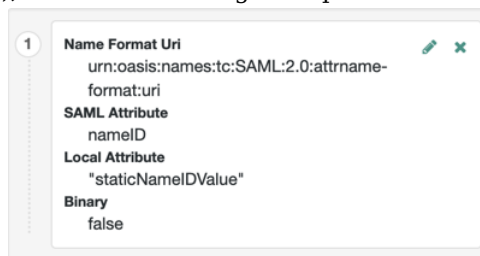 1
Name Format Uri
urn:oasis:names:tc:SAML:2.0:attrname-
format:uri
SAML Attribute
nameID
Local Attribute
"staticNameIDValue"
Binary
false